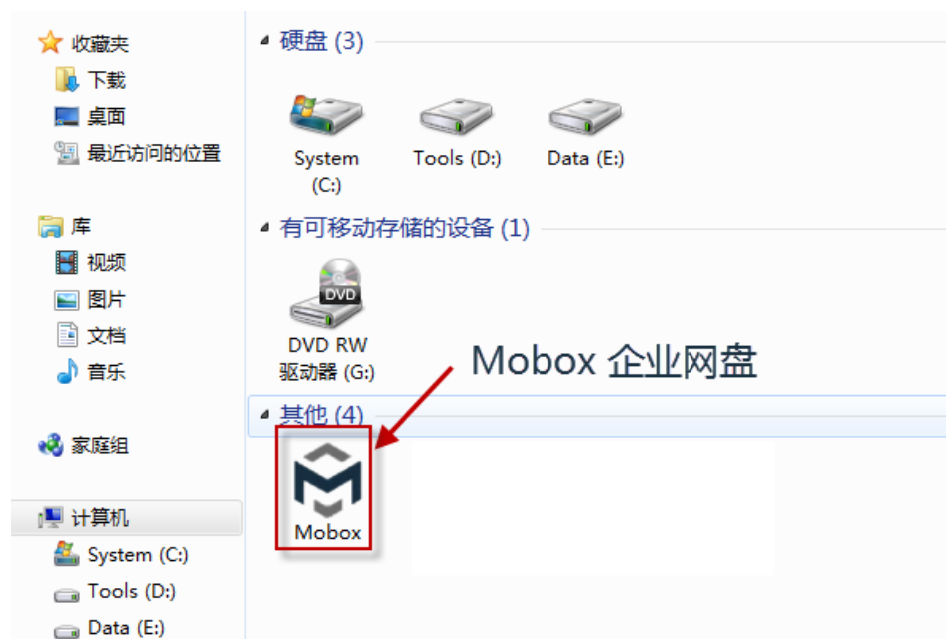 收藏夹
下载
桌面
最近访问的位置
库
视频
图片
文档
音乐
家庭组
计算机
System (C:)
Tools (D:)
Data (E:)
硬盘 (3)
System
(C:)
Tools (D:)
Data (E:)
有可移动存储的设备 (1)
DVD
DVD RW
驱动器 (G:)
Mobox 企业网盘
其他 (4)
Mobox